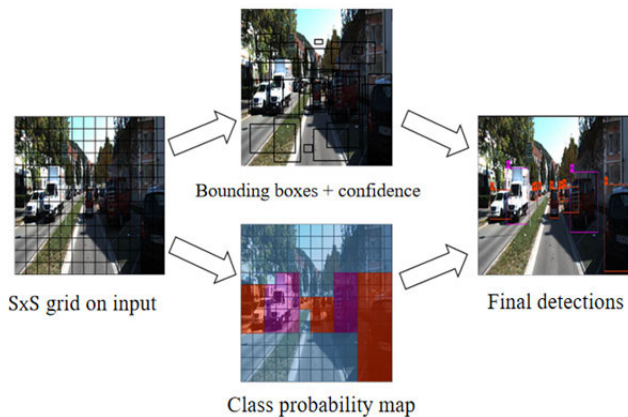 Bounding boxes + confidence
SxS grid on input
Final detections
Class probability map